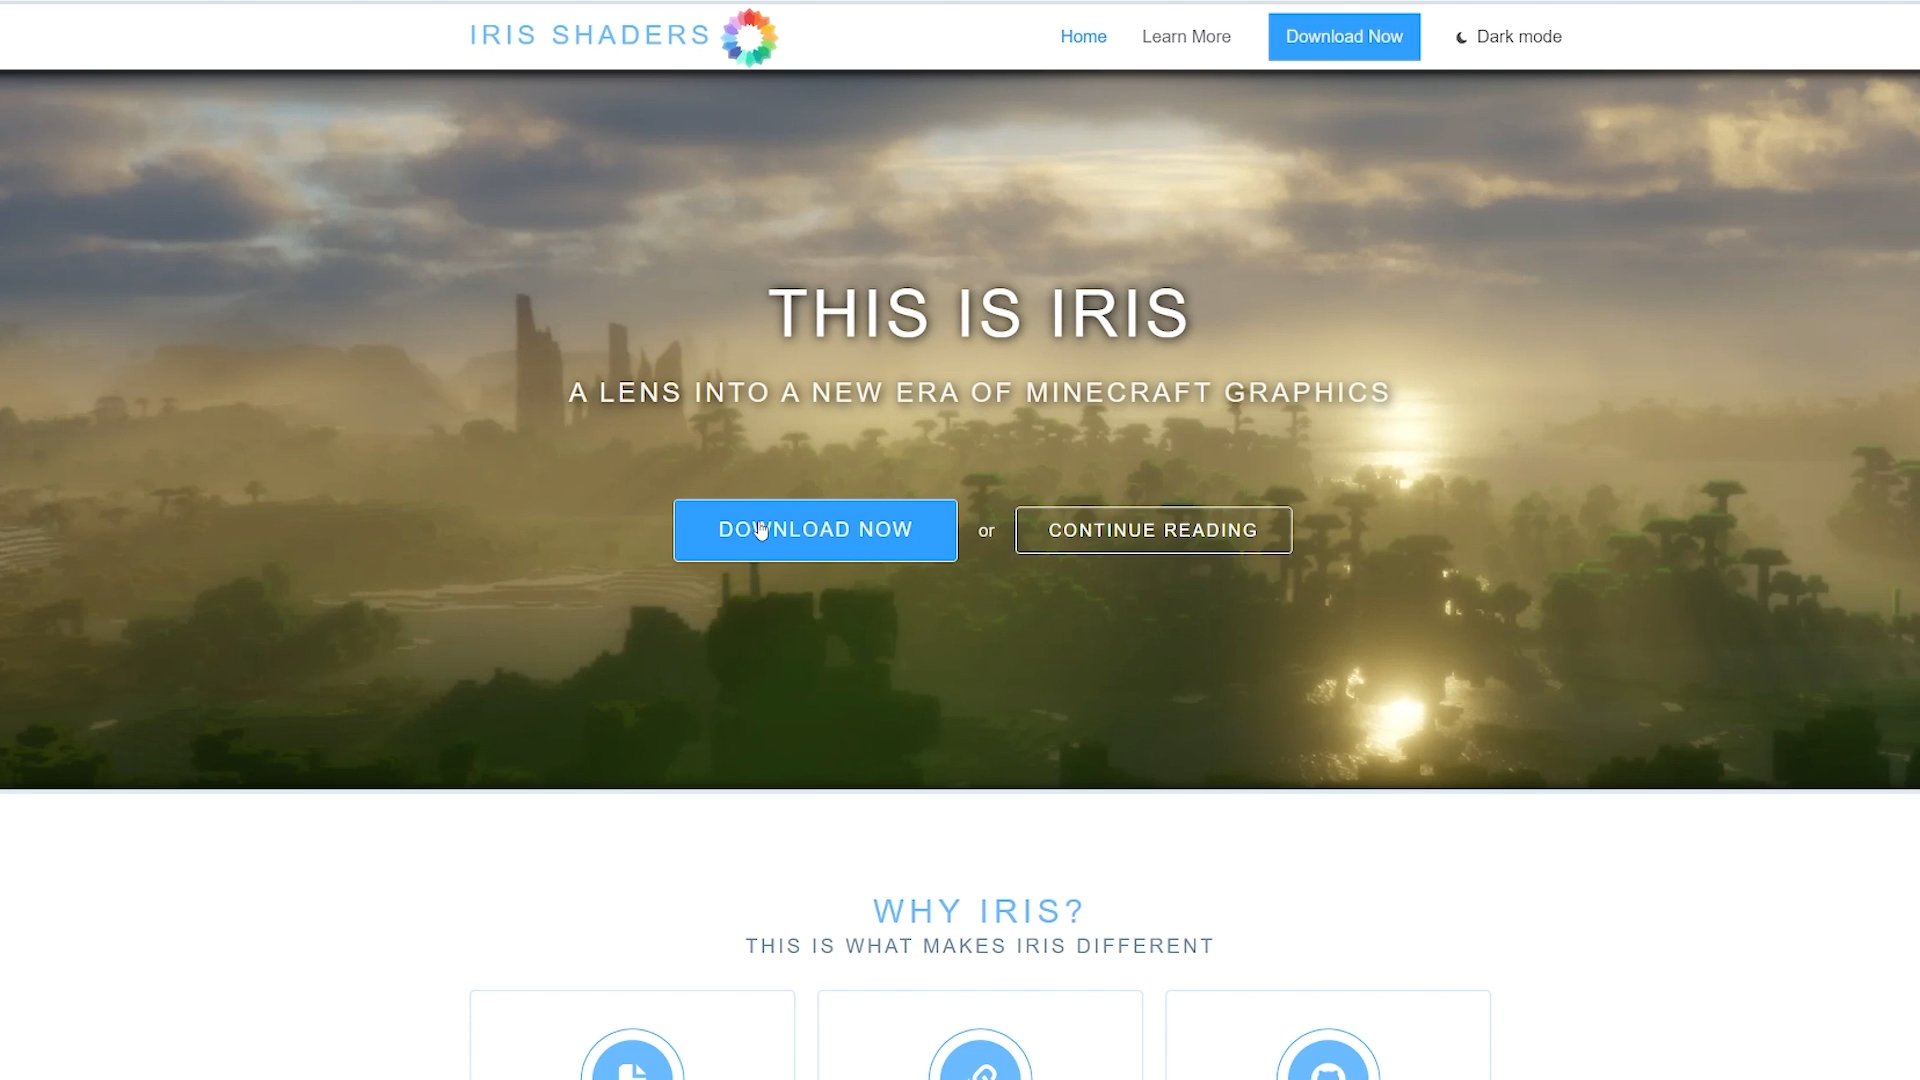 IRIS SHADERS
Home
Learn More
Download Now
Dark mode
THIS IS IRIS
A LENS INTO A NEW ERA OF MINECRAFT GRAPHICS
DOWNLOAD NOW
or
CONTINUE READING
WHY IRIS?
THIS IS WHAT MAKES IRIS DIFFERENT